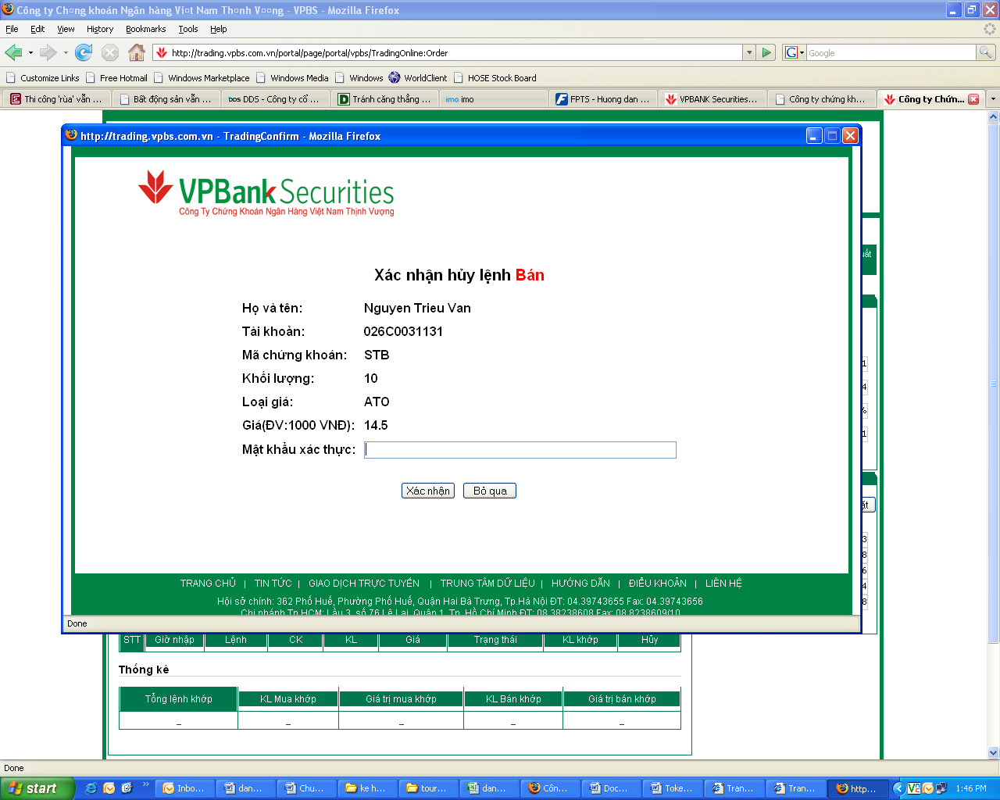 Công ty Ch¤ng khoán Ngân hàng Vi¤t Nam Th¤nh V¤¤ng - VPBS - Mozilla Firefox
File Edit View History Bookmarks Tools Help
http://trading.vpbs.com.vn/portal/page/portal/vpbs/TradingOnline:Order
G Google
Customize Links Free Hotmail Windows Marketplace Windows Media Windows WorldClient HOSE Stock Board
Thi công 'rùa' vẫn ... Bất động sản vẫn ... DDS DDS - Công ty cổ ... Tránh căng thẳng ... imo imo FPTS - Huong dan ... VPBANK Securities... Công ty chứng kh... Công ty Chứn...
http://trading.vpbs.com.vn - TradingConfirm - Mozilla Firefox
VPBank Securities
Công Ty Chứng Khoán Ngân Hàng Việt Nam Thịnh Vượng
Xác nhận hủy lệnh Bán
Họ và tên: Nguyen Trieu Van
Tài khoản: 026C0031131
Mã chứng khoán: STB
Khối lượng: 10
Loại giá: ATO
Giá(ĐV:1000 VNĐ): 14.5
Mật khẩu xác thực:
Xác nhận Bỏ qua
TRANG CHỦ | TIN TỨC | GIAO DỊCH TRỰC TUYẾN | TRUNG TÂM DỮ LIỆU | HƯỚNG DẪN | ĐIỀU KHOẢN | LIÊN HỆ
Hội sở chính: 362 Phố Huế, Phường Phố Huế, Quận Hai Bà Trưng, Tp.Hà Nội ĐT: 04.39743655 Fax: 04.39743656
Chi nhánh Tp.HCM: Lầu 3, số 76 Lê Lai, Quận 1, Tp. Hồ Chí Minh ĐT: 08.38238608 Fax: 08.8238609/10
Done
STT Giờ nhập Lệnh CK KL Giá Trạng thái KL khớp Hủy
Thống kê
Tổng lệnh khớp KL Mua khớp Giá trị mua khớp KL Bán khớp Giá trị bán khớp
_ _ _ _ _
Done
start Inbo... dan... Chu... ke h... tour... dan... Côn... Doc... Toke... Tran... Tran... http... 1:46 PM